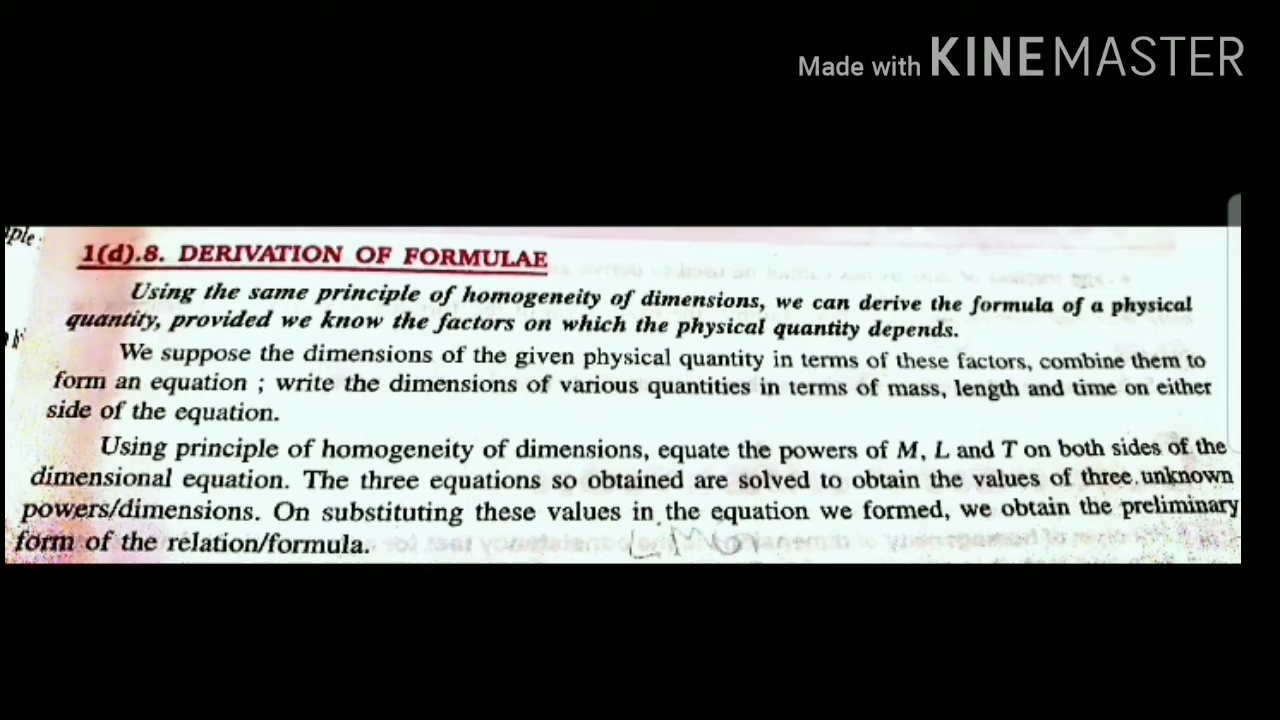 Made with KINEMASTER
1(d).8. DERIVATION OF FORMULAE
Using the same principle of homogeneity of dimensions, we can derive the formula of a physical
quantity, provided we know the factors on which the physical quantity depends.
We suppose the dimensions of the given physical quantity in terms of these factors, combine them to
form an equation ; write the dimensions of various quantities in terms of mass, length and time on either
side of the equation.
Using principle of homogeneity of dimensions, equate the powers of M, L and T on both sides of the
dimensional equation. The three equations so obtained are solved to obtain the values of three unknown
powers/dimensions. On substituting these values in the equation we formed, we obtain the preliminary
form of the relation/formula.